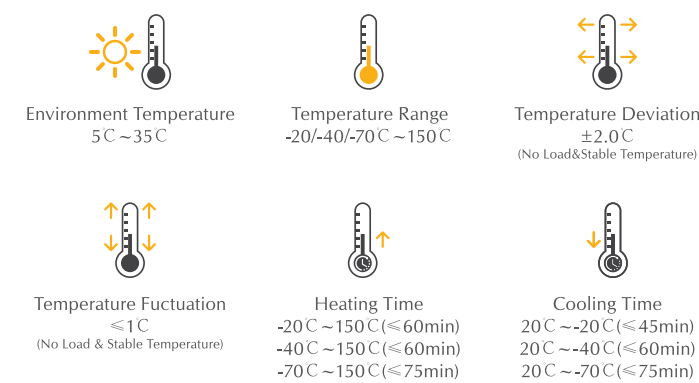 Environment Temperature
5℃~35℃
Temperature Range
-20/-40/-70℃~150℃
Temperature Deviation
±2.0℃
(No Load&Stable Temperature)
Temperature Fuctuation
≤1℃
(No Load & Stable Temperature)
Heating Time
-20℃~150℃(≤60min)
-40℃~150℃(≤60min)
-70℃~150℃(≤75min)
Cooling Time
20℃~-20℃(≤45min)
20℃~-40℃(≤60min)
20℃~-70℃(≤75min)